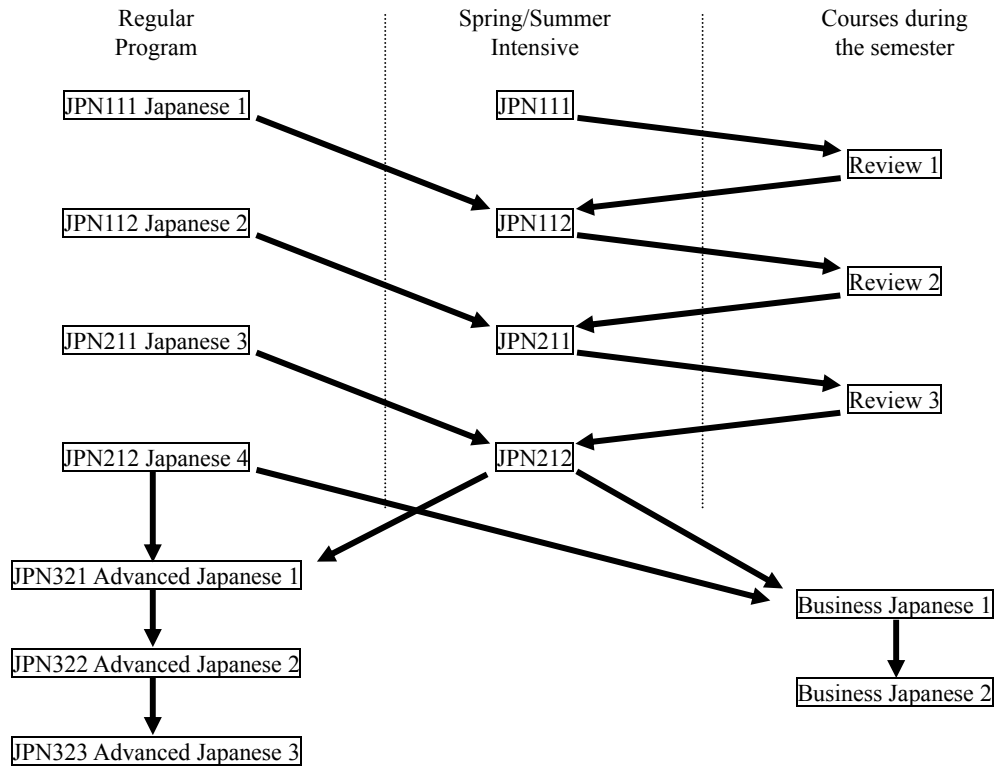 Regular
Program
Spring/Summer
Intensive
Courses during
the semester
JPN111 Japanese 1
JPN111
Review 1
JPN112 Japanese 2
JPN112
Review 2
JPN211 Japanese 3
JPN211
Review 3
JPN212 Japanese 4
JPN212
JPN321 Advanced Japanese 1
Business Japanese 1
JPN322 Advanced Japanese 2
Business Japanese 2
JPN323 Advanced Japanese 3